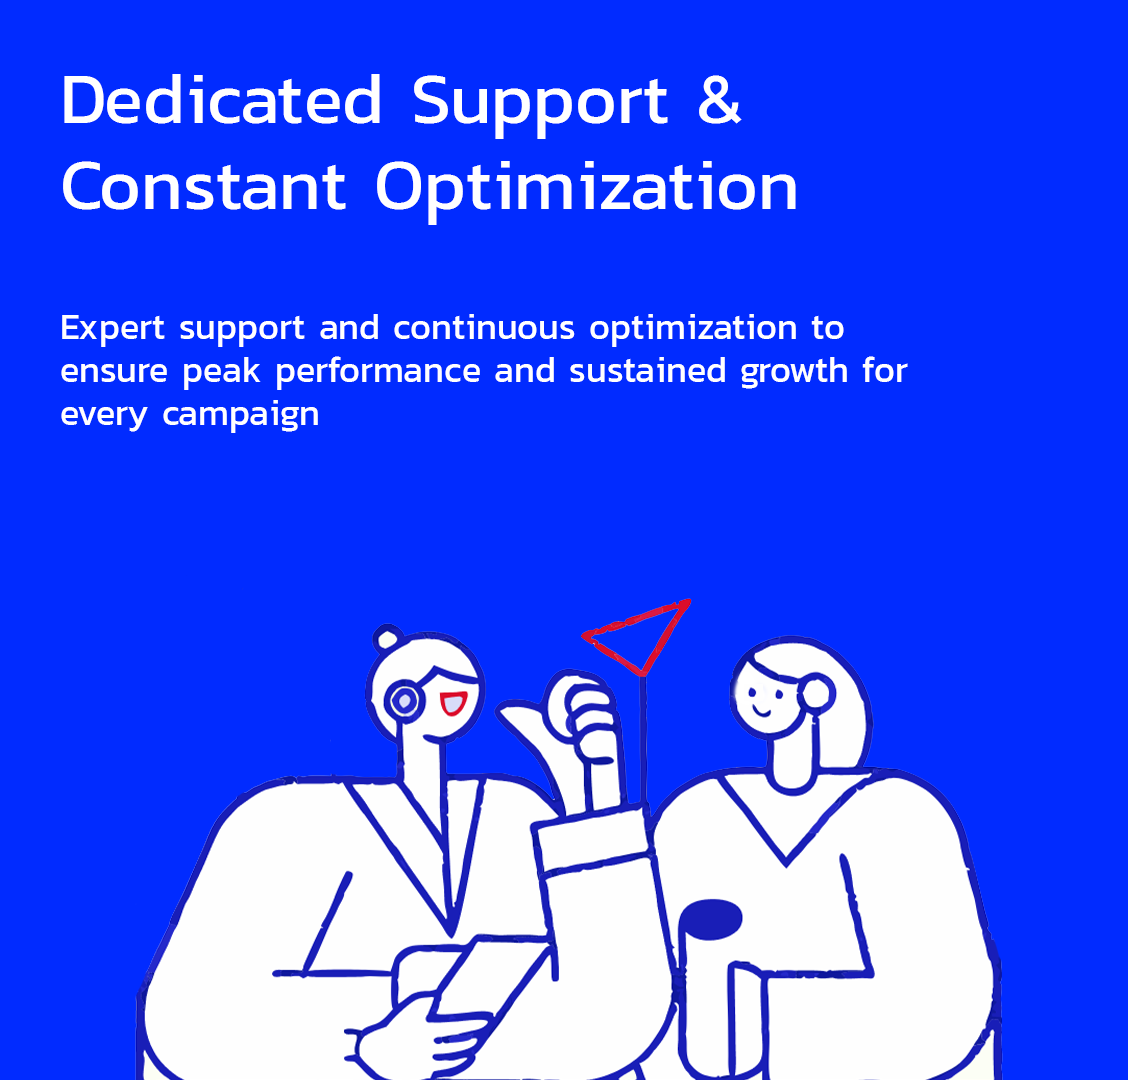 Dedicated Support &
Constant Optimization
Expert support and continuous optimization to
ensure peak performance and sustained growth for
every campaign